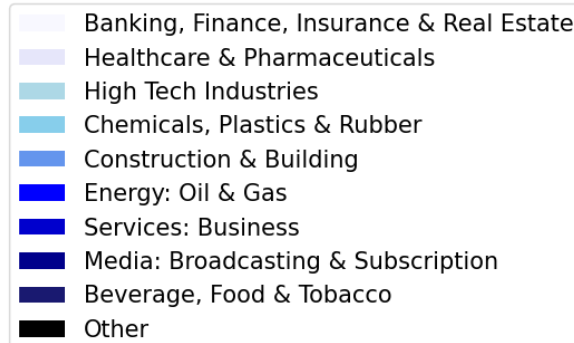 Banking, Finance, Insurance & Real Estate
Healthcare & Pharmaceuticals
High Tech Industries
Chemicals, Plastics & Rubber
Construction & Building
Energy: Oil & Gas
Services: Business
Media: Broadcasting & Subscription
Beverage, Food & Tobacco
Other